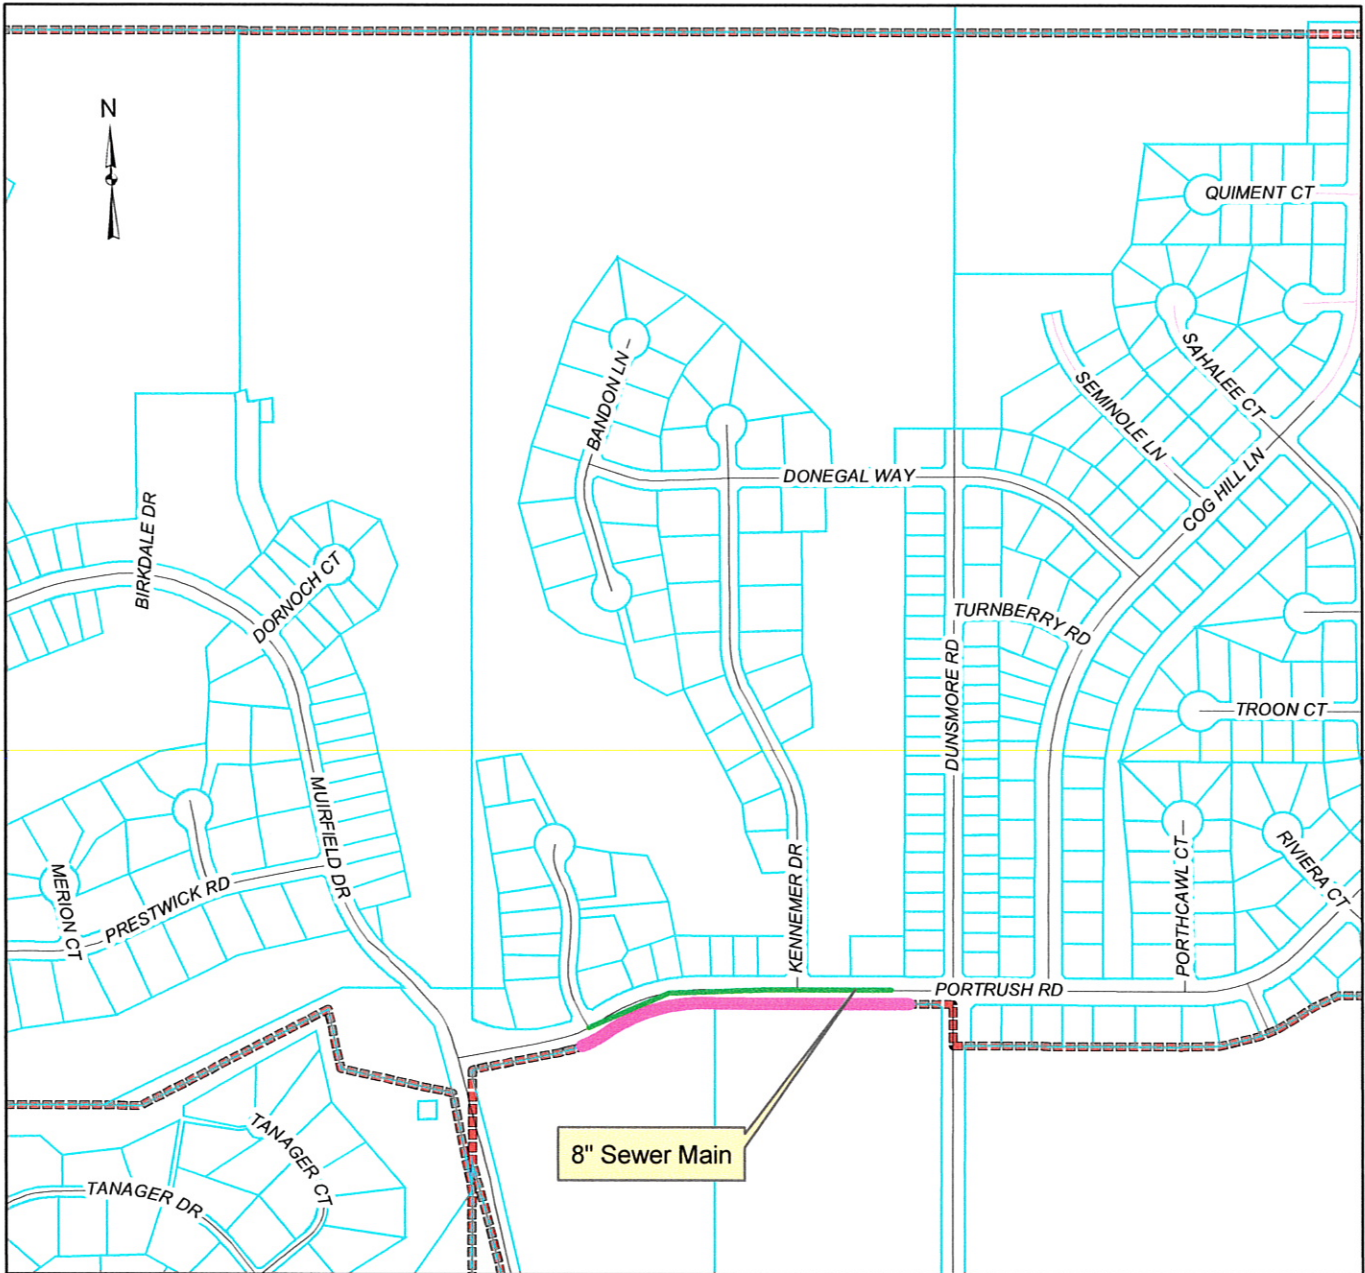 N
QUIMENT CT
SAHALEE CT
SEMINOLE LN
BANDON LN
DONEGAL WAY
COG HILL LN
BIRKDALE DR
DORNOCH CT
TURNBERRY RD
DUNSMORE RD
TROON CT
MUIRFIELD DR
MERION CT
PRESTWICK RD
KENNEMER DR
PORTHCAWL CT
RIVIERA CT
PORTRUSH RD
8" Sewer Main
TANAGER CT
TANAGER DR